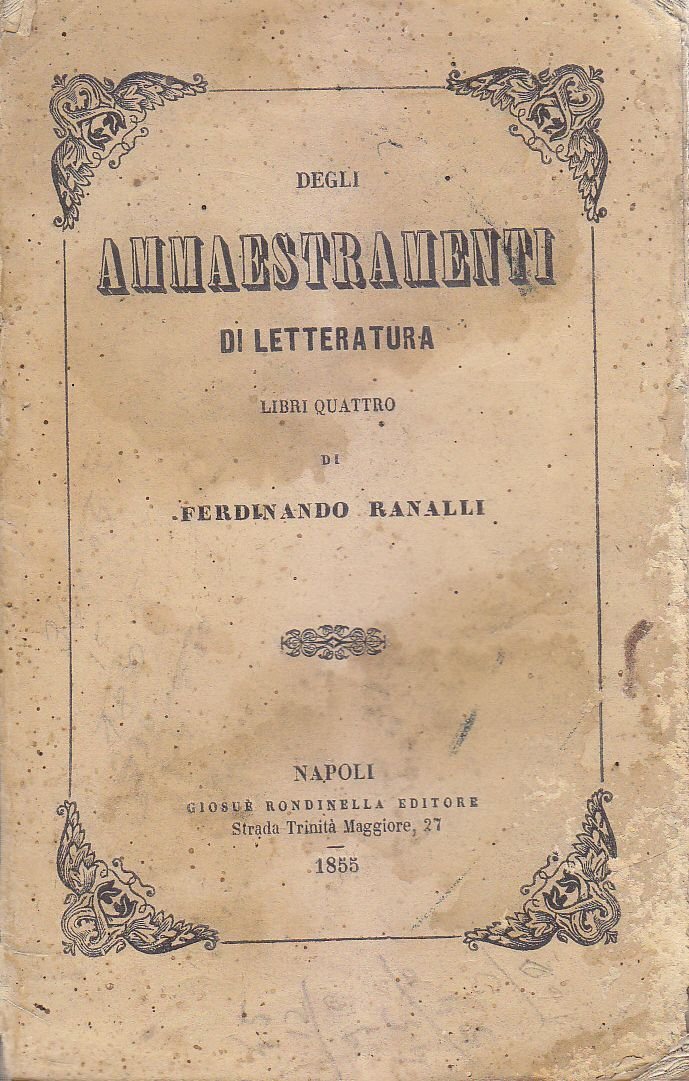 DEGLI
AMMAESTRAMENTI
DI LETTERATURA
LIBRI QUATTRO
DI
FERDINANDO RANALLI
NAPOLI
GIOSUÈ RONDINELLA EDITORE
Strada Trinità Maggiore, 27
1855